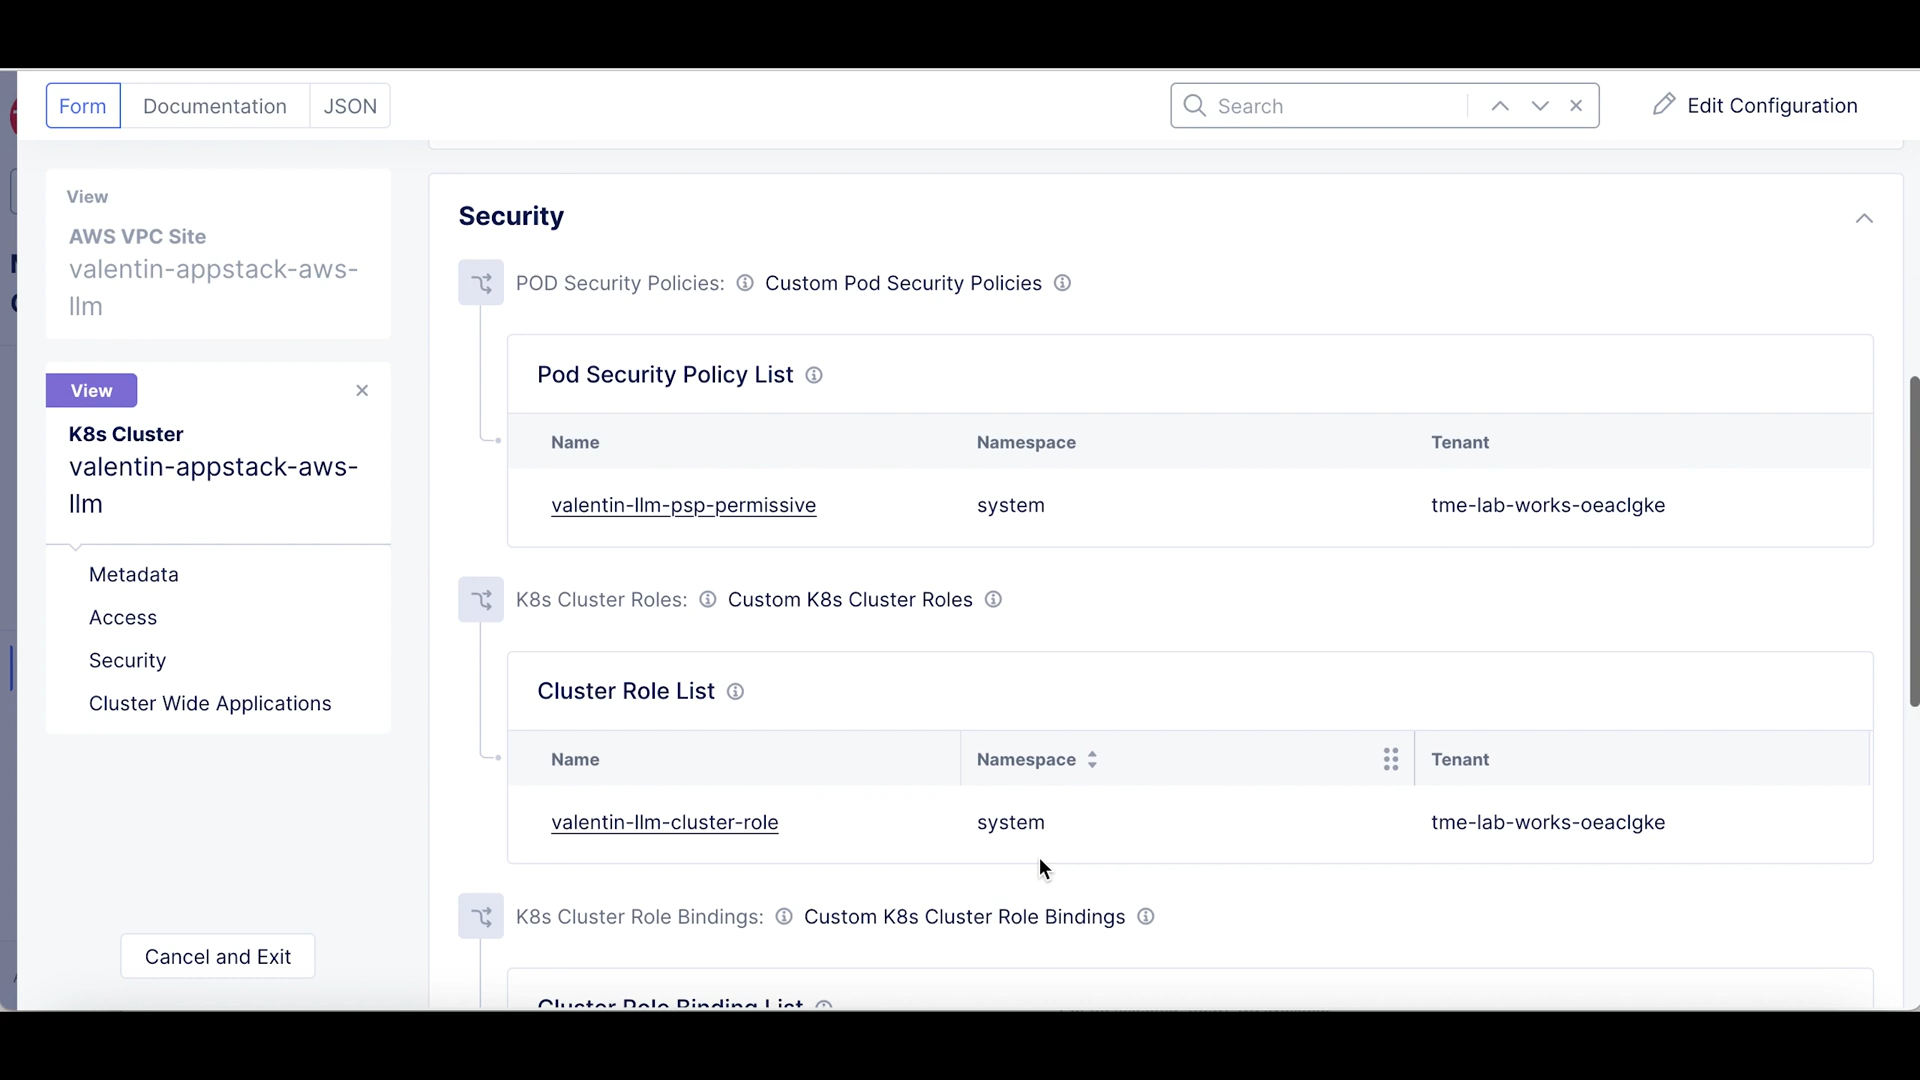 Form
Documentation
JSON
Search
Edit Configuration
View
AWS VPC Site
valentin-appstack-aws-
llm
View
K8s Cluster
valentin-appstack-aws-
llm
Metadata
Access
Security
Cluster Wide Applications
Cancel and Exit
Security
POD Security Policies: Custom Pod Security Policies
Pod Security Policy List
Name Namespace Tenant
valentin-llm-psp-permissive system tme-lab-works-oeaclgke
K8s Cluster Roles: Custom K8s Cluster Roles
Cluster Role List
Name Namespace Tenant
valentin-llm-cluster-role system tme-lab-works-oeaclgke
K8s Cluster Role Bindings: Custom K8s Cluster Role Bindings
Cluster Role Binding List